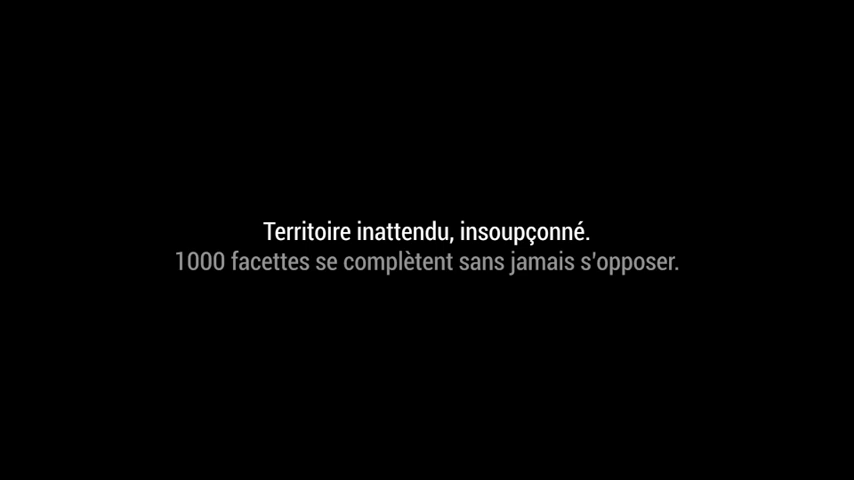 Territoire inattendu, insoupçonné.
1000 facettes se complètent sans jamais s'opposer.